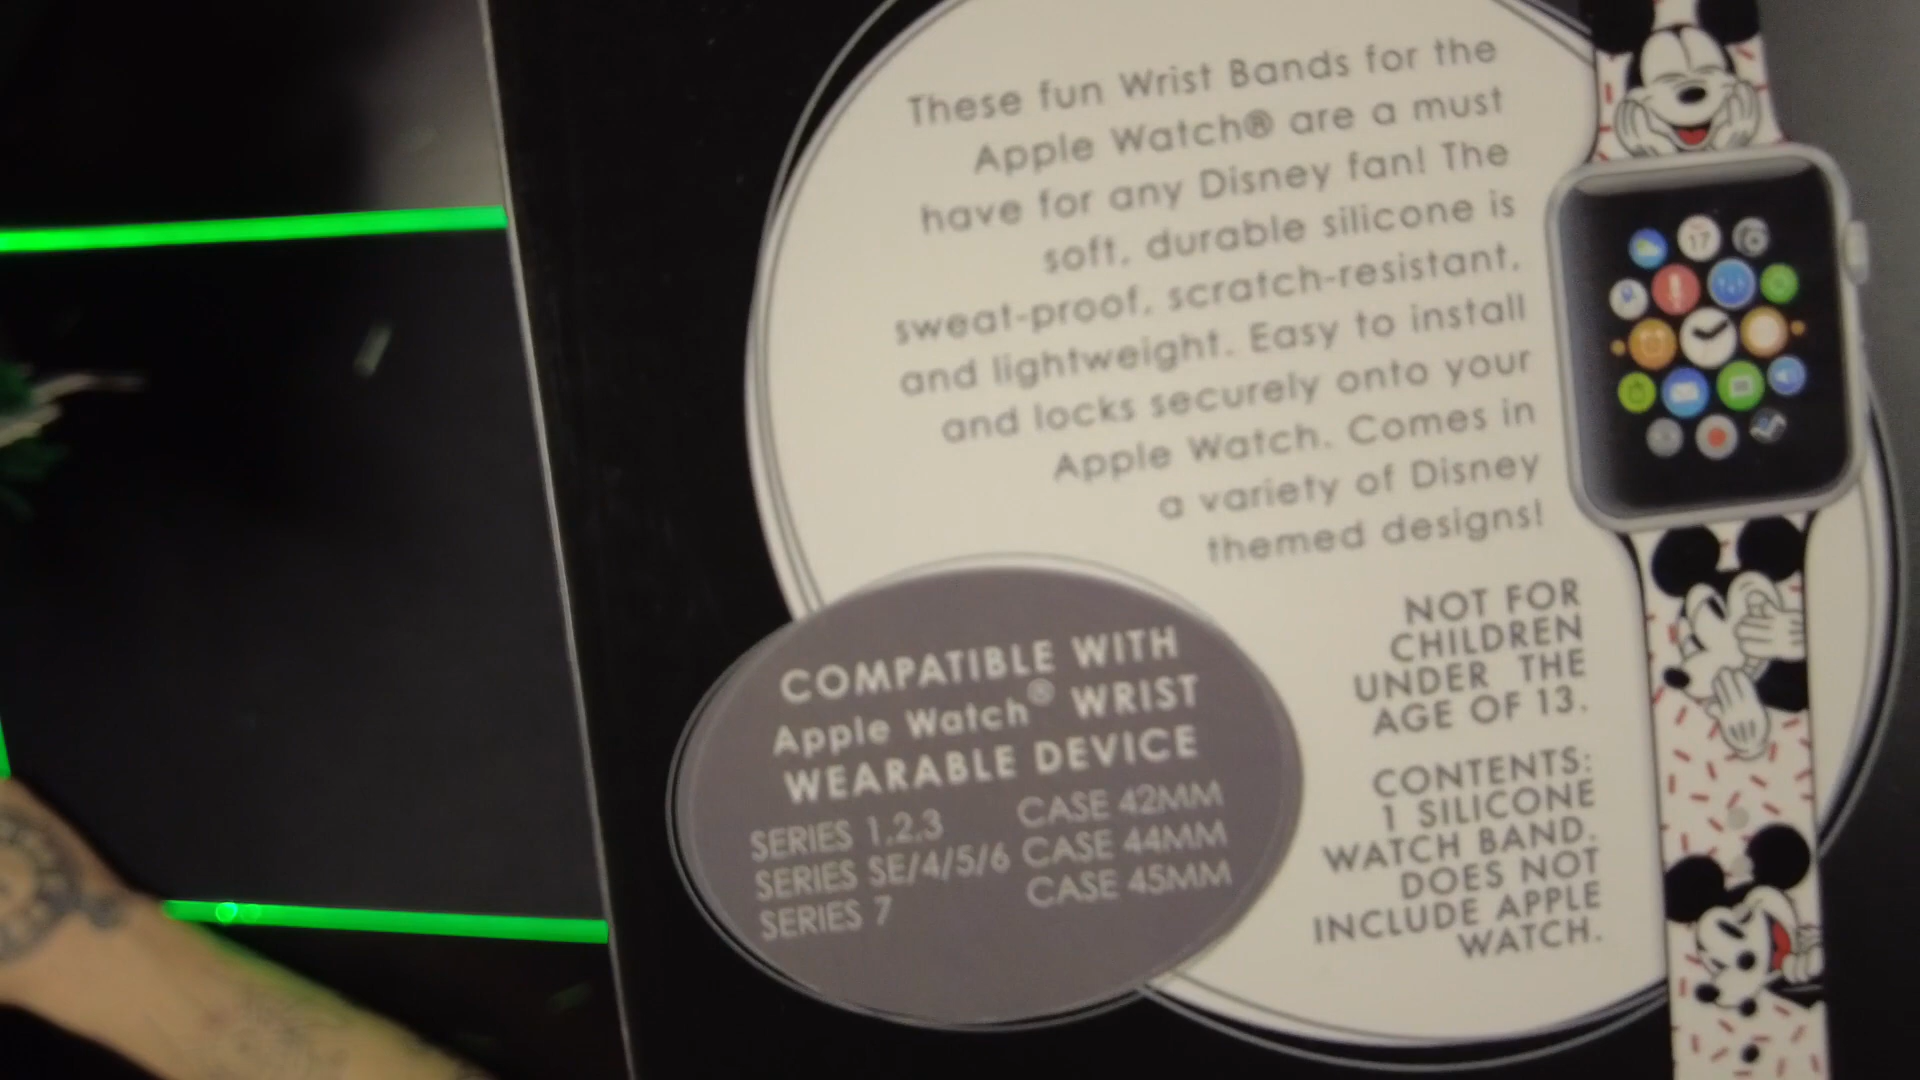 These fun Wrist Bands for the
Apple Watch® are a must
have for any Disney fan! The
soft, durable silicone is
sweat-proof, scratch-resistant,
and lightweight. Easy to install
and locks securely onto your
Apple Watch. Comes in
a variety of Disney
themed designs!
NOT FOR
CHILDREN
UNDER THE
AGE OF 13.
CONTENTS:
1 SILICONE
WATCH BAND.
DOES NOT
INCLUDE APPLE
WATCH.
COMPATIBLE WITH
Apple Watch® WRIST
WEARABLE DEVICE
SERIES 1,2,3 CASE 42MM
SERIES SE/4/5/6 CASE 44MM
SERIES 7 CASE 45MM
17